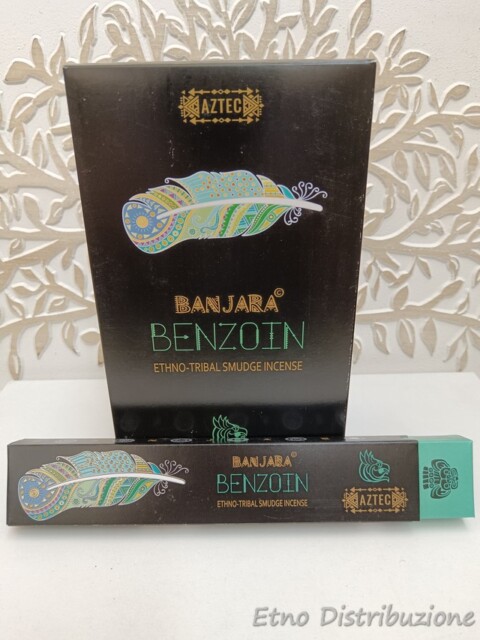 AZTEC
BANJARA©
BENZOIN
ETHNO-TRIBAL SMUDGE INCENSE
BANJARA©
BENZOIN
ETHNO-TRIBAL SMUDGE INCENSE
AZTEC
Etno Distribuzione